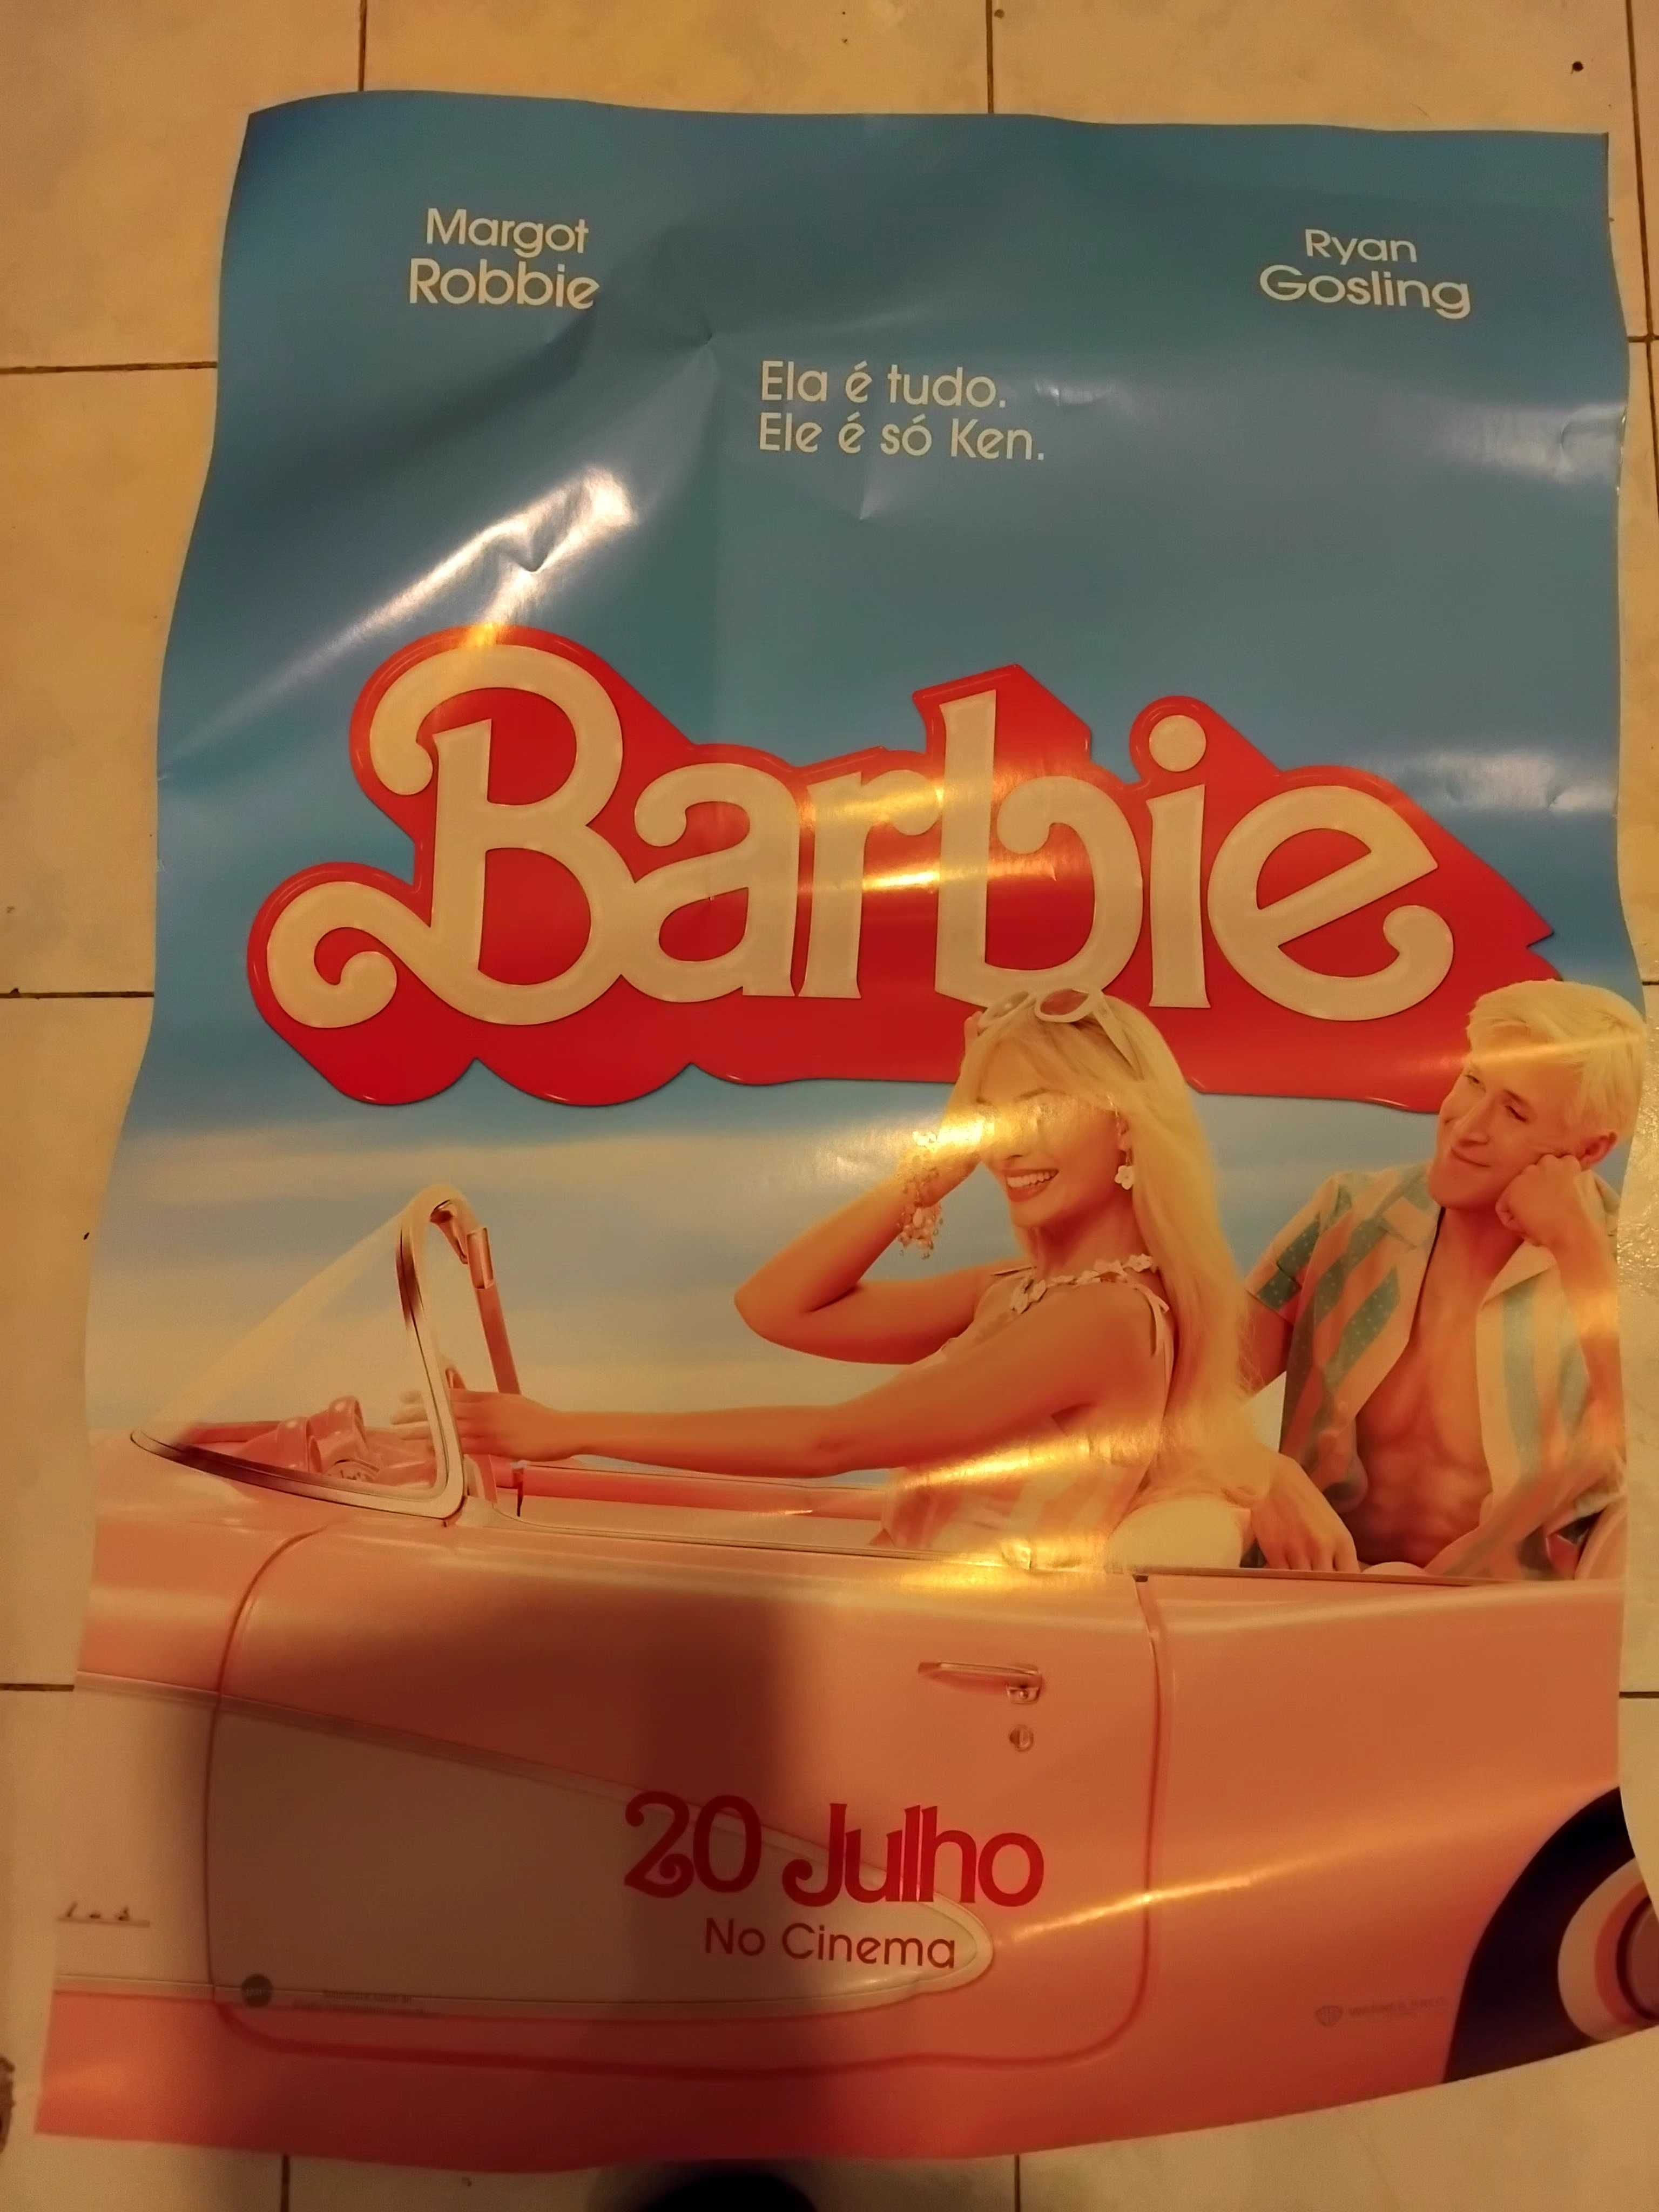 Margot
Robbie
Ryan
Gosling
Ela é tudo.
Ele é só Ken.
Barbie
20 Julho
No Cinema